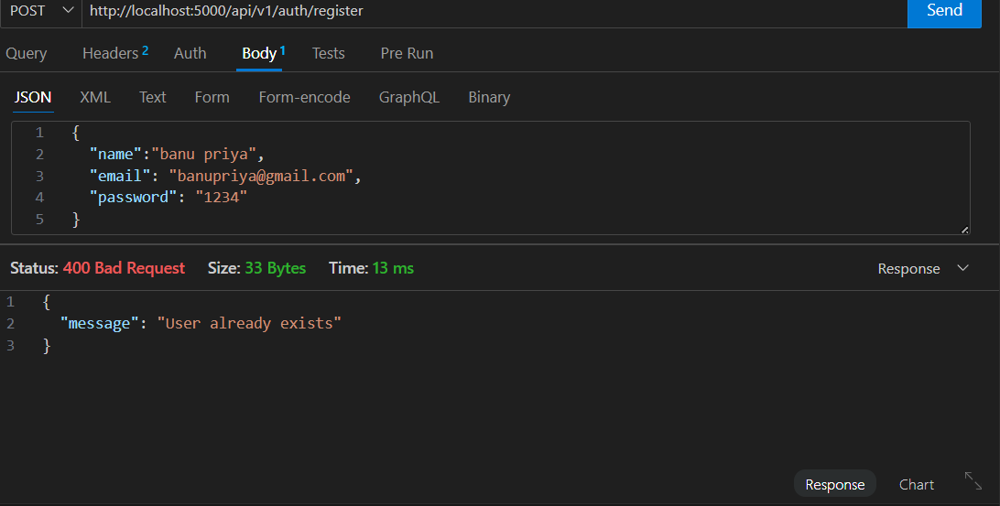 POST http://localhost:5000/api/v1/auth/register Send
Query Headers 2 Auth Body 1 Tests Pre Run
JSON XML Text Form Form-encode GraphQL Binary
1 {
2 "name":"banu priya",
3 "email": "banupriya@gmail.com",
4 "password": "1234"
5 }
Status: 400 Bad Request Size: 33 Bytes Time: 13 ms Response
1 {
2 "message": "User already exists"
3 }
Response Chart